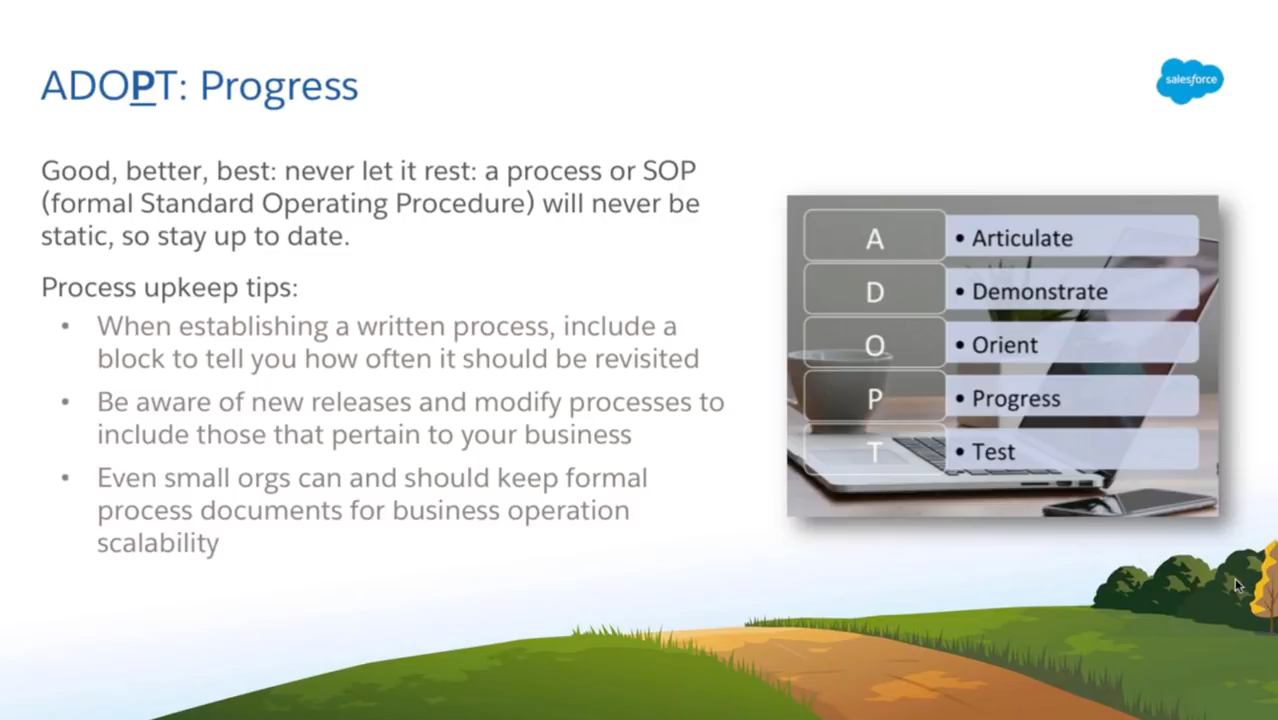 ADOPT: Progress
salesforce
Good, better, best: never let it rest: a process or SOP
(formal Standard Operating Procedure) will never be
static, so stay up to date.
Process upkeep tips:
• When establishing a written process, include a
block to tell you how often it should be revisited
• Be aware of new releases and modify processes to
include those that pertain to your business
• Even small orgs can and should keep formal
process documents for business operation
scalability
A • Articulate
D • Demonstrate
O • Orient
P • Progress
T • Test